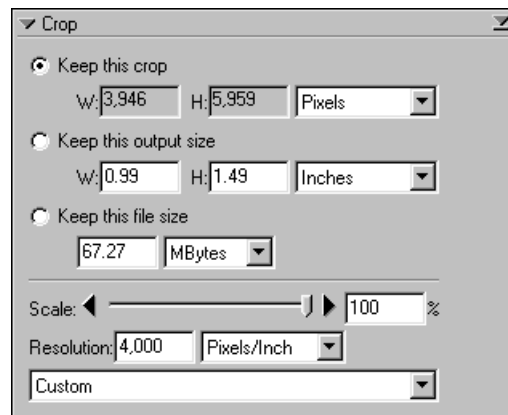 Crop
Keep this crop
W: 3,946 H: 5,959 Pixels
Keep this output size
W: 0.99 H: 1.49 Inches
Keep this file size
67.27 MBytes
Scale: 100 %
Resolution: 4,000 Pixels/Inch
Custom